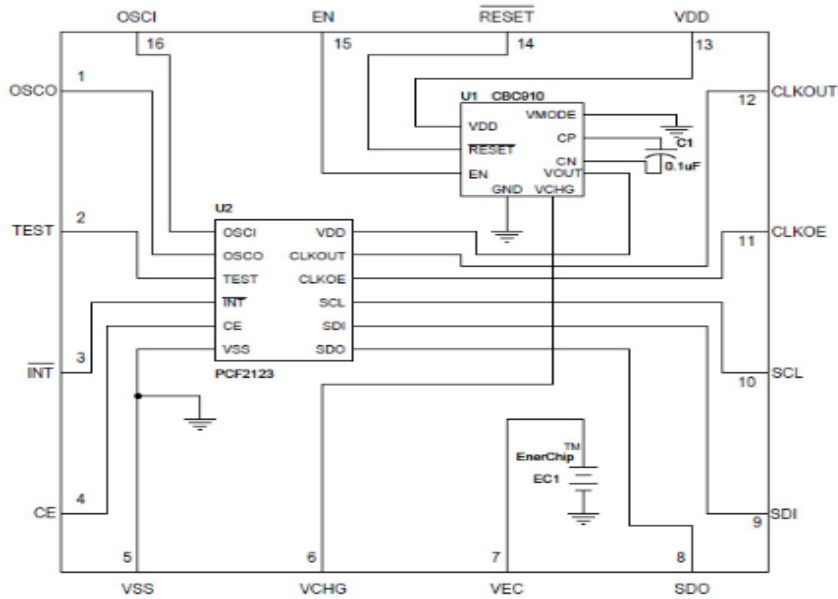 OSCI EN RESET VDD
16 15 14 13
1
OSCO
U1 CBC910
12 CLKOUT
VDD VMODE
RESET CP
C1
CN
0.1uF
EN VOUT
GND VCHG
2
TEST
U2
OSCI VDD
11 CLKOE
OSCO CLKOUT
TEST CLKOE
INT SCL
CE SDI
VSS SDO
PCF2123
3
INT
10 SCL
TM
EnerChip
EC1
4
CE
9 SDI
5 6 7 8
VSS VCHG VEC SDO